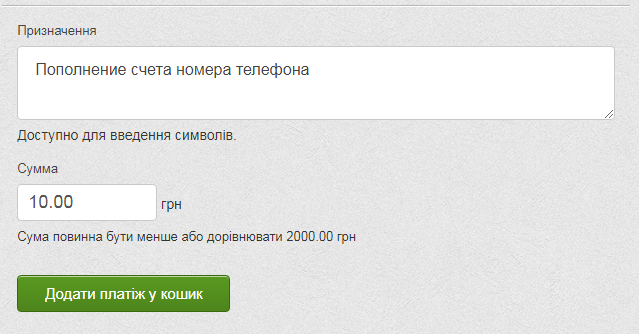 Призначення
Пополнение счета номера телефона
Доступно для введення символів.
Сумма
10.00 грн
Сума повинна бути менше або дорівнювати 2000.00 грн
Додати платіж у кошик